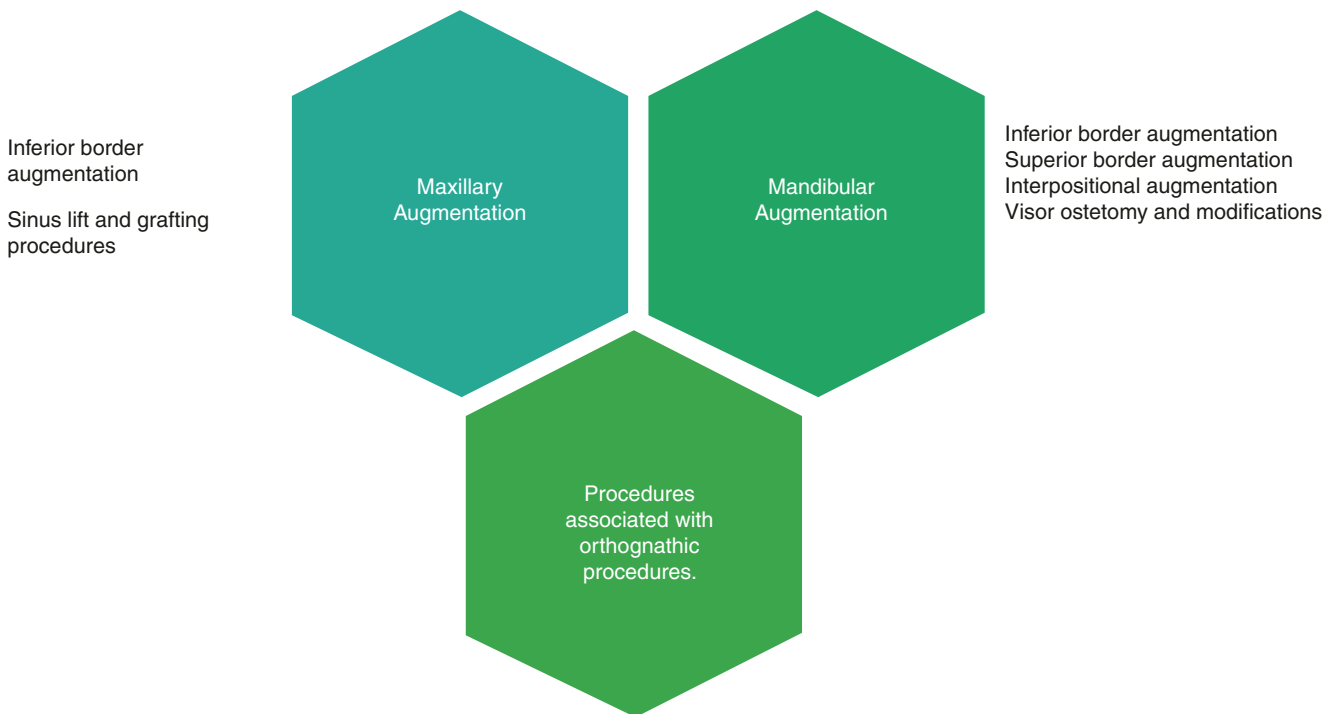 Inferior border
augmentation
Sinus lift and grafting
procedures
Maxillary
Augmentation
Mandibular
Augmentation
Inferior border augmentation
Superior border augmentation
Interpositional augmentation
Visor ostetomy and modifications
Procedures
associated with
orthognathic
procedures.